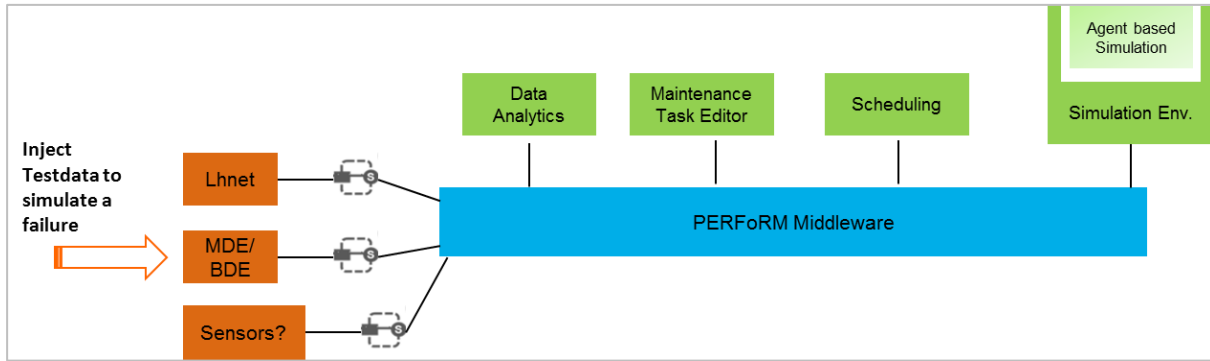 Agent based
Simulation
Simulation Env.
Data
Analytics
Maintenance
Task Editor
Scheduling
Inject
Testdata to
simulate a
failure
Lhnet
S
MDE/
BDE
S
Sensors?
S
PERFoRM Middleware